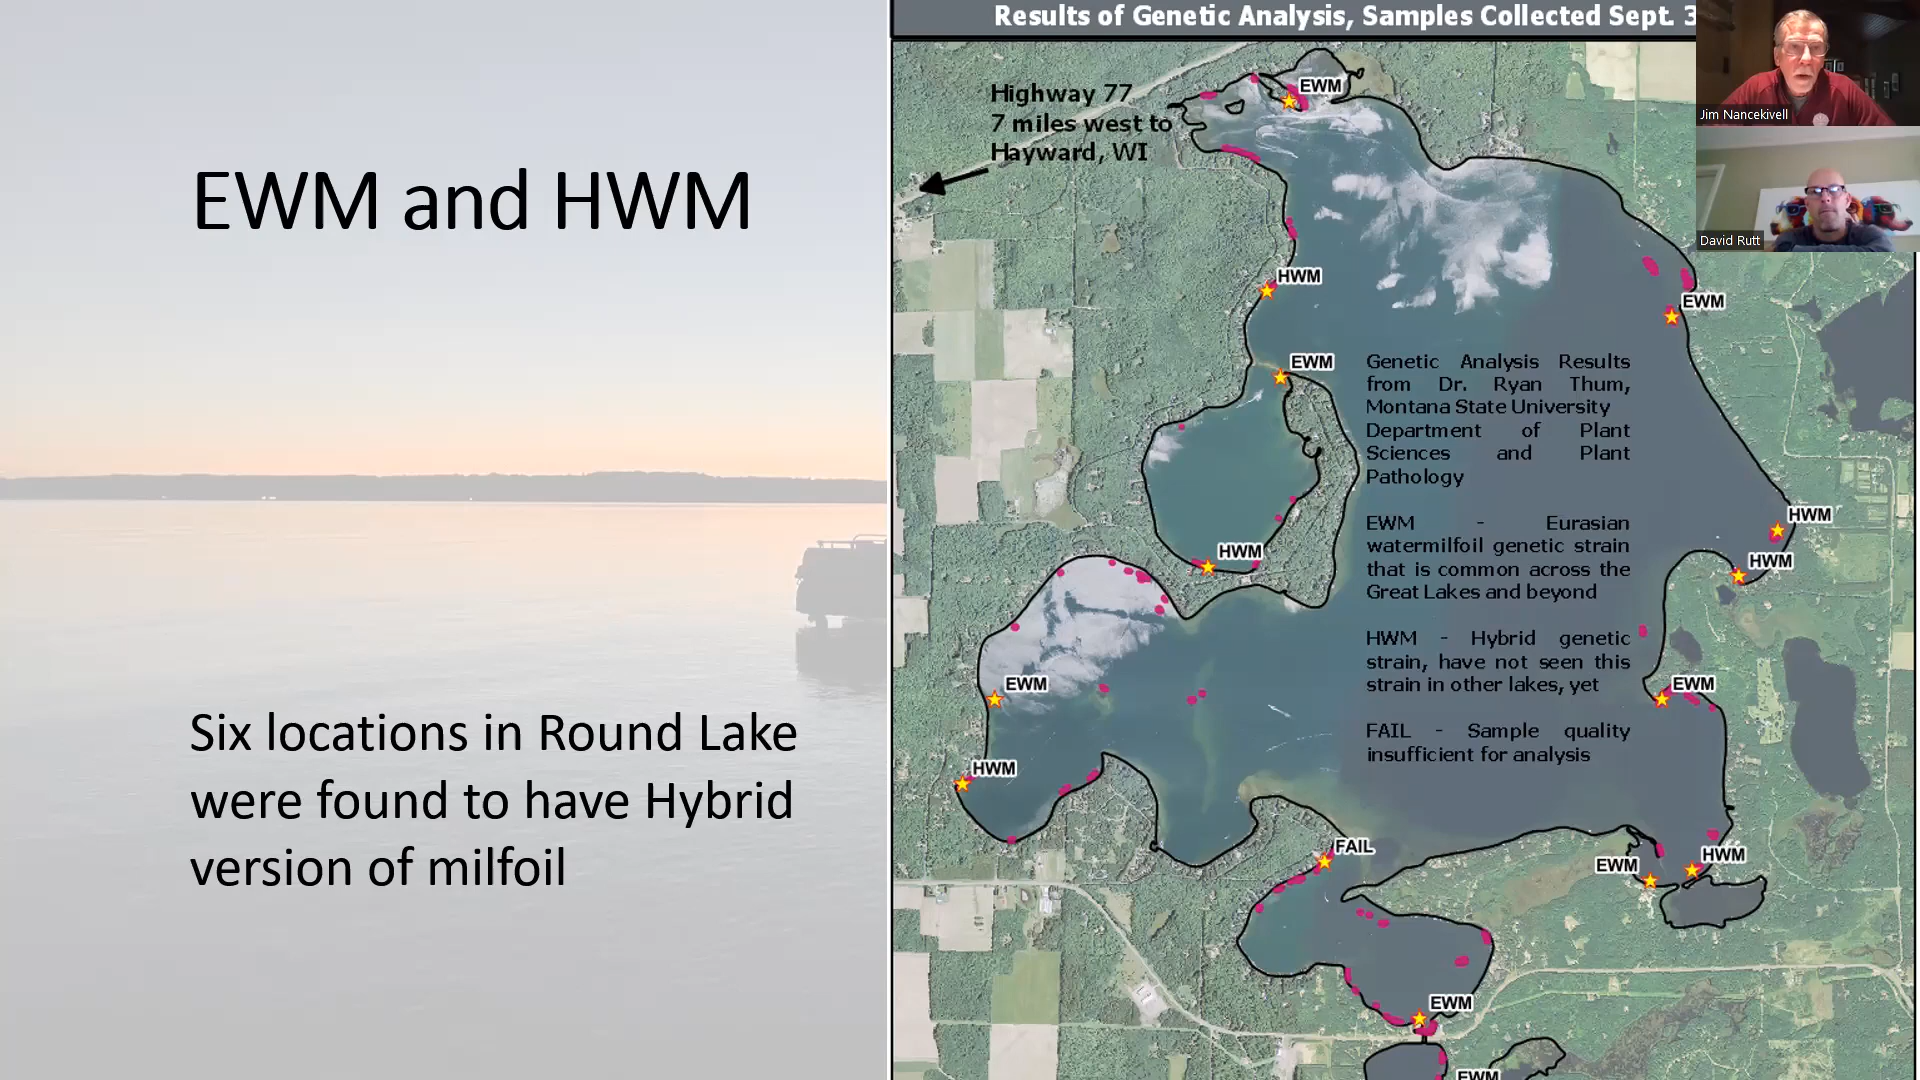 EWM and HWM
Six locations in Round Lake
were found to have Hybrid
version of milfoil
Results of Genetic Analysis, Samples Collected Sept. 3
Highway 77
7 miles west to
Hayward, WI
EWM
HWM
EWM
EWM
Genetic Analysis Results
from Dr. Ryan Thum,
Montana State University
Department of Plant
Sciences and Plant
Pathology
EWM - Eurasian
watermilfoil genetic strain
that is common across the
Great Lakes and beyond
HWM - Hybrid genetic
strain, have not seen this
strain in other lakes, yet
FAIL - Sample quality
insufficient for analysis
HWM
HWM
HWM
EWM
EWM
HWM
FAIL
HWM
EWM
EWM
EWM
Jim Nancekivell
David Rutt